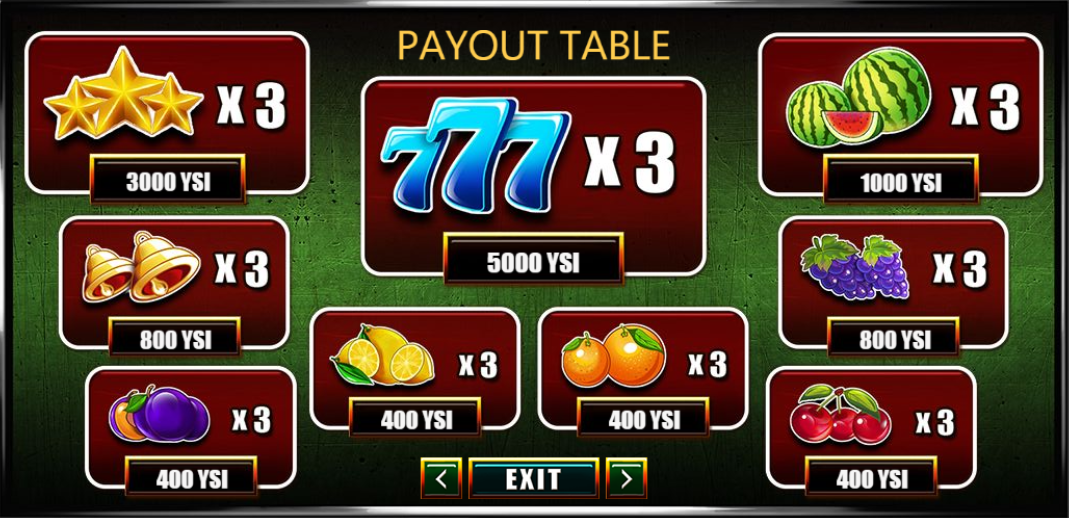 PAYOUT TABLE
X 3
3000 YSI
777 X 3
5000 YSI
X 3
1000 YSI
X 3
800 YSI
X 3
800 YSI
X 3
400 YSI
X 3
400 YSI
X 3
400 YSI
X 3
400 YSI
< EXIT >